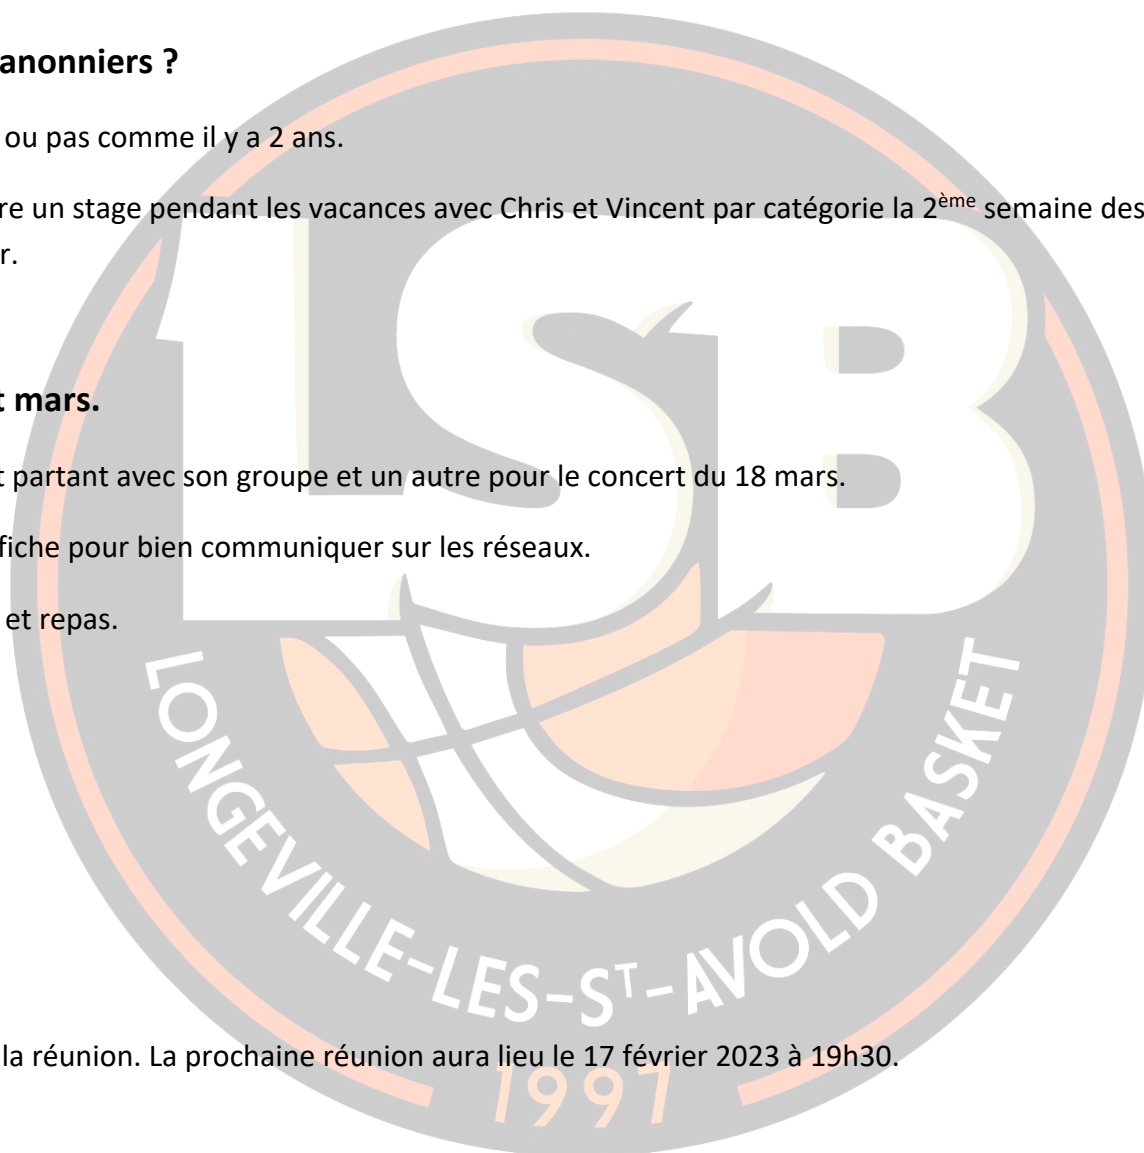 anonniers ?
ou pas comme il y a 2 ans.
re un stage pendant les vacances avec Chris et Vincent par catégorie la 2ème semaine des
r.
t mars.
t partant avec son groupe et un autre pour le concert du 18 mars.
fiche pour bien communiquer sur les réseaux.
et repas.
la réunion. La prochaine réunion aura lieu le 17 février 2023 à 19h30.
LSB
LONGEVILLE-LES-ST-AVOLD BASKET
1997